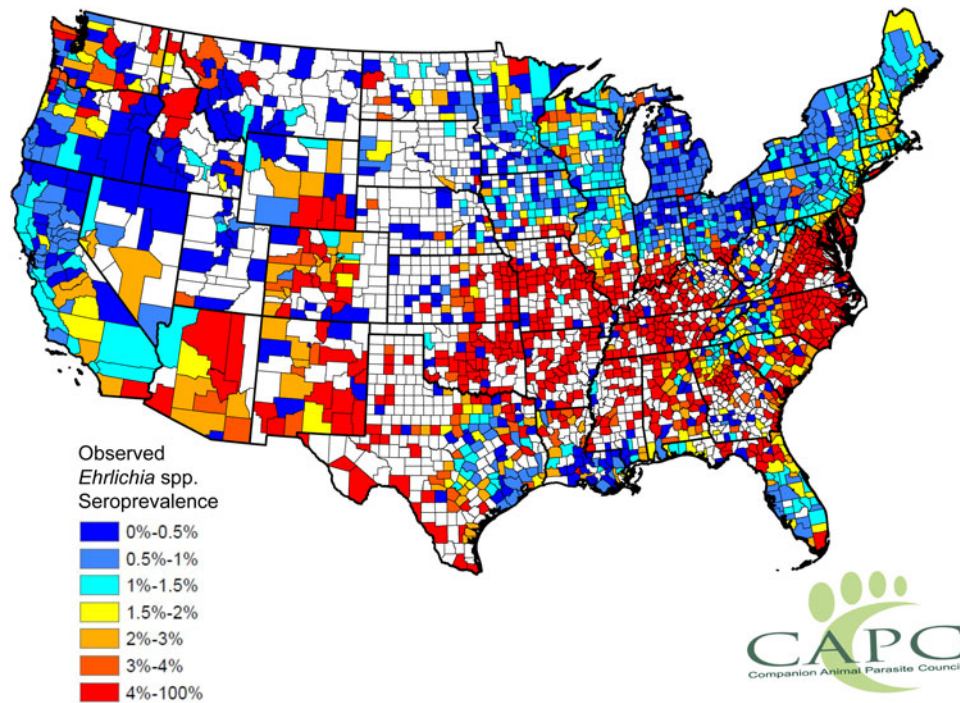 Observed
Ehrlichia spp.
Seroprevalence
0%-0.5%
0.5%-1%
1%-1.5%
1.5%-2%
2%-3%
3%-4%
4%-100%
CAPC
Companion Animal Parasite Counci